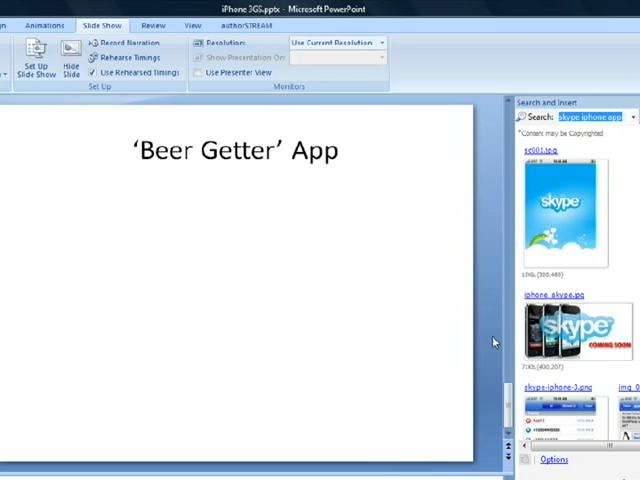 iPhone 3GS.pptx - Microsoft PowerPoint
Animations Slide Show Review View authorSTREAM
Set Up Slide Show
Hide Slide
Record Narration
Rehearse Timings
Use Rehearsed Timings
Set Up
Resolution: Use Current Resolution
Show Presentation On:
Use Presenter View
Monitors
‘Beer Getter’ App
Search and Insert
Search: skype iphone app
*Content may be Copyrighted
sc001.jpg
skype
15Kb,(320,480)
iphone_skype.jpg
skype
COMING SOON
71Kb,(400,207)
skype-iphone-3.png
Options